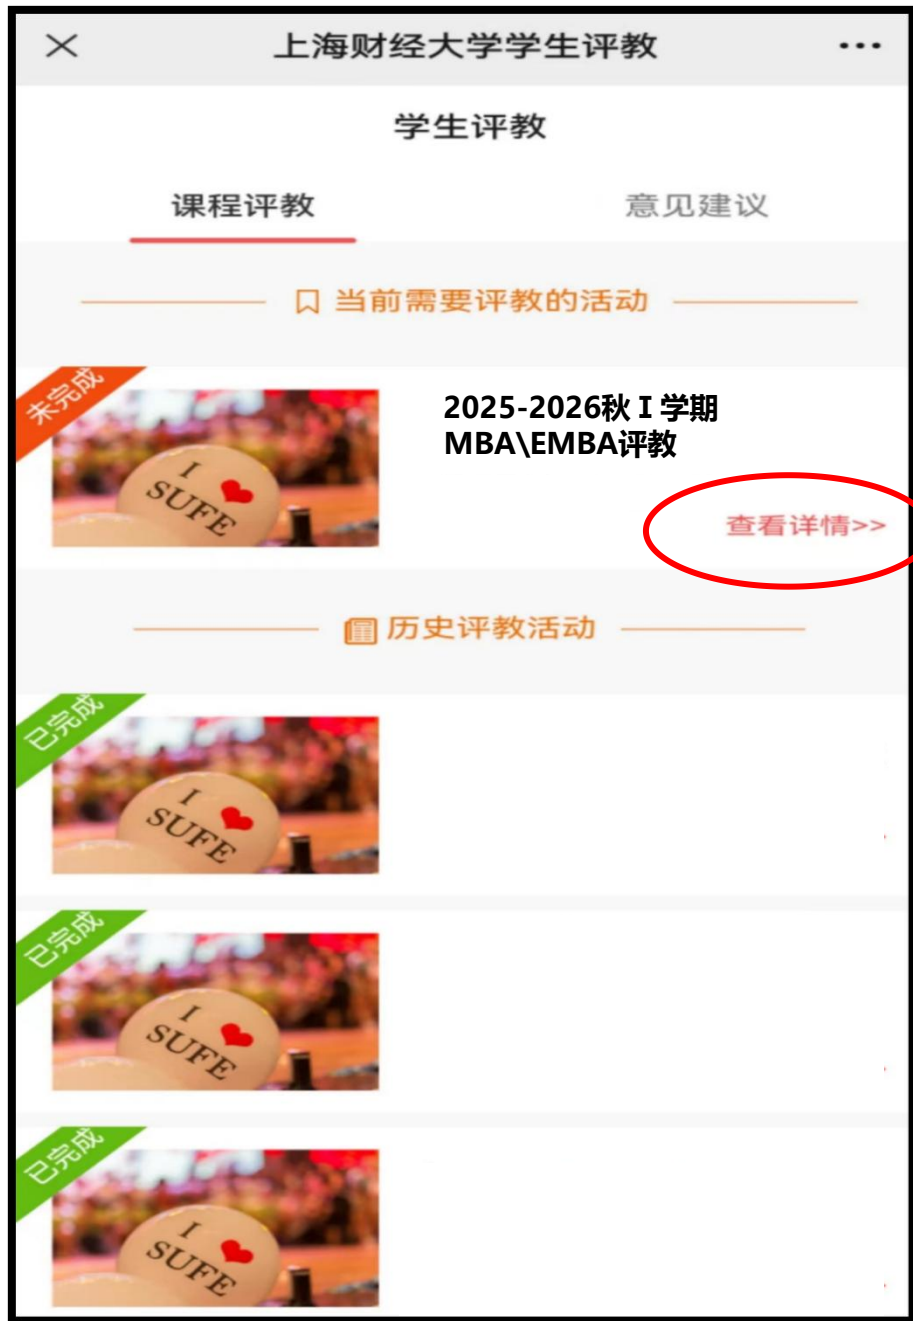 上海财经大学学生评教
学生评教
课程评教 意见建议
当前需要评教的活动
未完成
2025-2026秋Ⅰ学期
MBA\EMBA评教
I
SUFE
查看详情>>
历史评教活动
已完成
I
SUFE
已完成
I
SUFE
已完成
I
SUFE